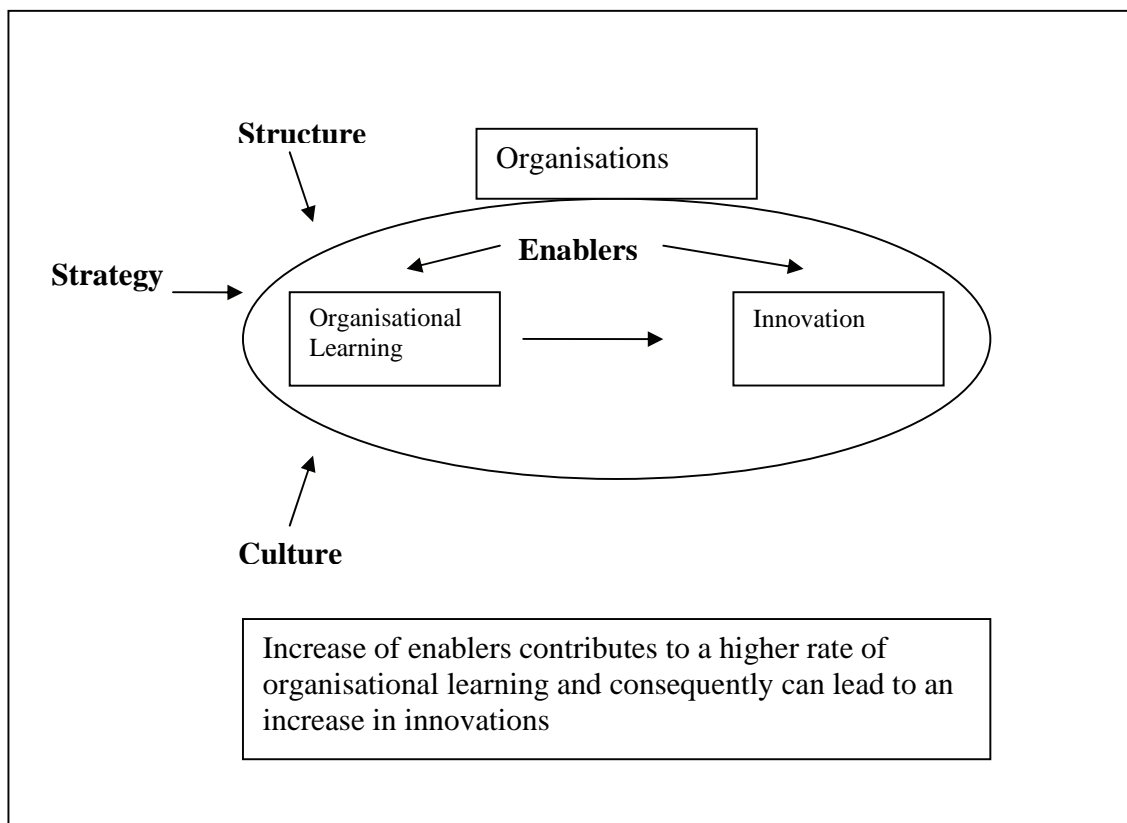 Structure
Organisations
Enablers
Strategy
Organisational
Learning
Innovation
Culture
Increase of enablers contributes to a higher rate of
organisational learning and consequently can lead to an
increase in innovations